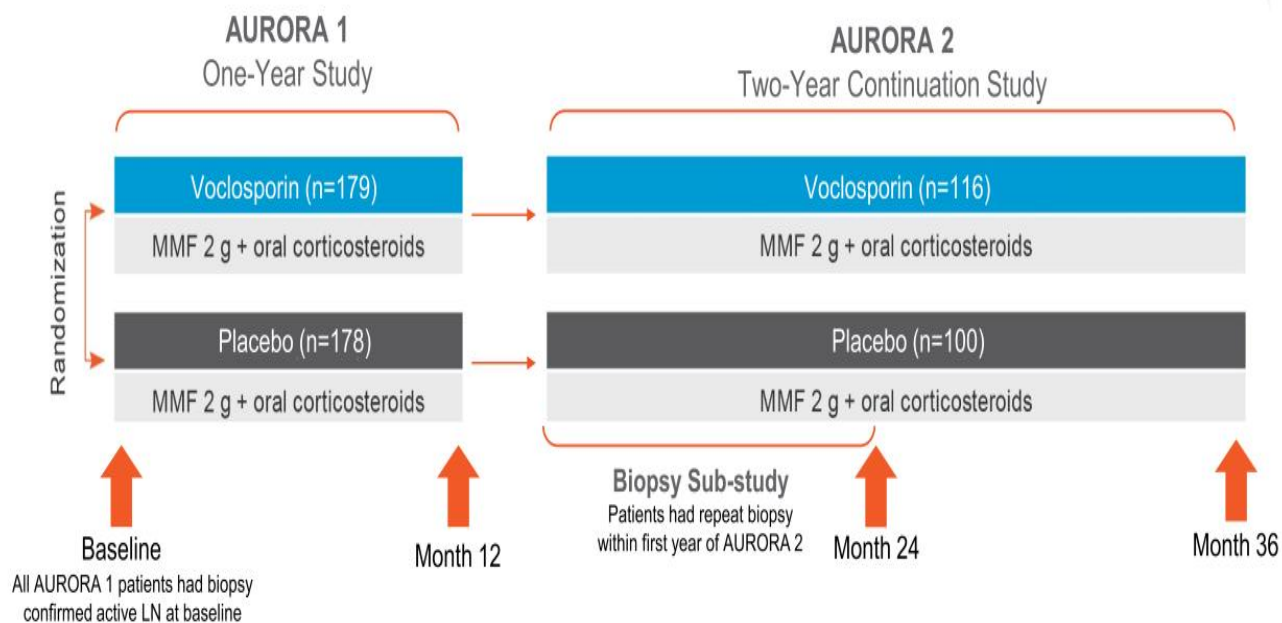 AURORA 1
One-Year Study
AURORA 2
Two-Year Continuation Study
Randomization
Voclosporin (n=179)
MMF 2 g + oral corticosteroids
Voclosporin (n=116)
MMF 2 g + oral corticosteroids
Placebo (n=178)
MMF 2 g + oral corticosteroids
Placebo (n=100)
MMF 2 g + oral corticosteroids
Baseline
All AURORA 1 patients had biopsy
confirmed active LN at baseline
Month 12
Biopsy Sub-study
Patients had repeat biopsy
within first year of AURORA 2
Month 24
Month 36